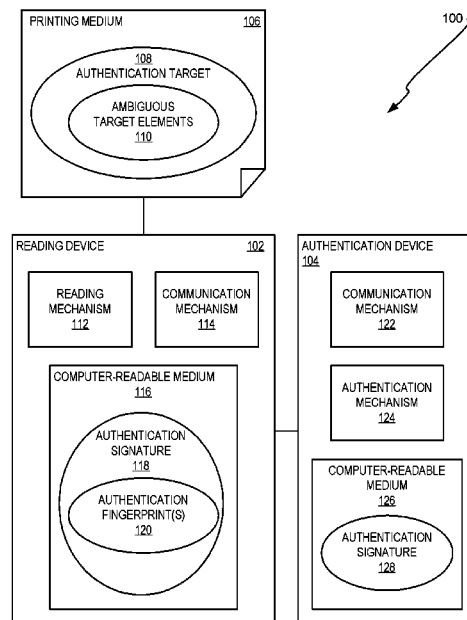 PRINTING MEDIUM 106
100
108
AUTHENTICATION TARGET
AMBIGUOUS
TARGET ELEMENTS
110
READING DEVICE 102
READING
MECHANISM
112
COMMUNICATION
MECHANISM
114
COMPUTER-READABLE MEDIUM
116
AUTHENTICATION
SIGNATURE
118
AUTHENTICATION
FINGERPRINT(S)
120
AUTHENTICATION DEVICE
104
COMMUNICATION
MECHANISM
122
AUTHENTICATION
MECHANISM
124
COMPUTER-READABLE
MEDIUM
126
AUTHENTICATION
SIGNATURE
128